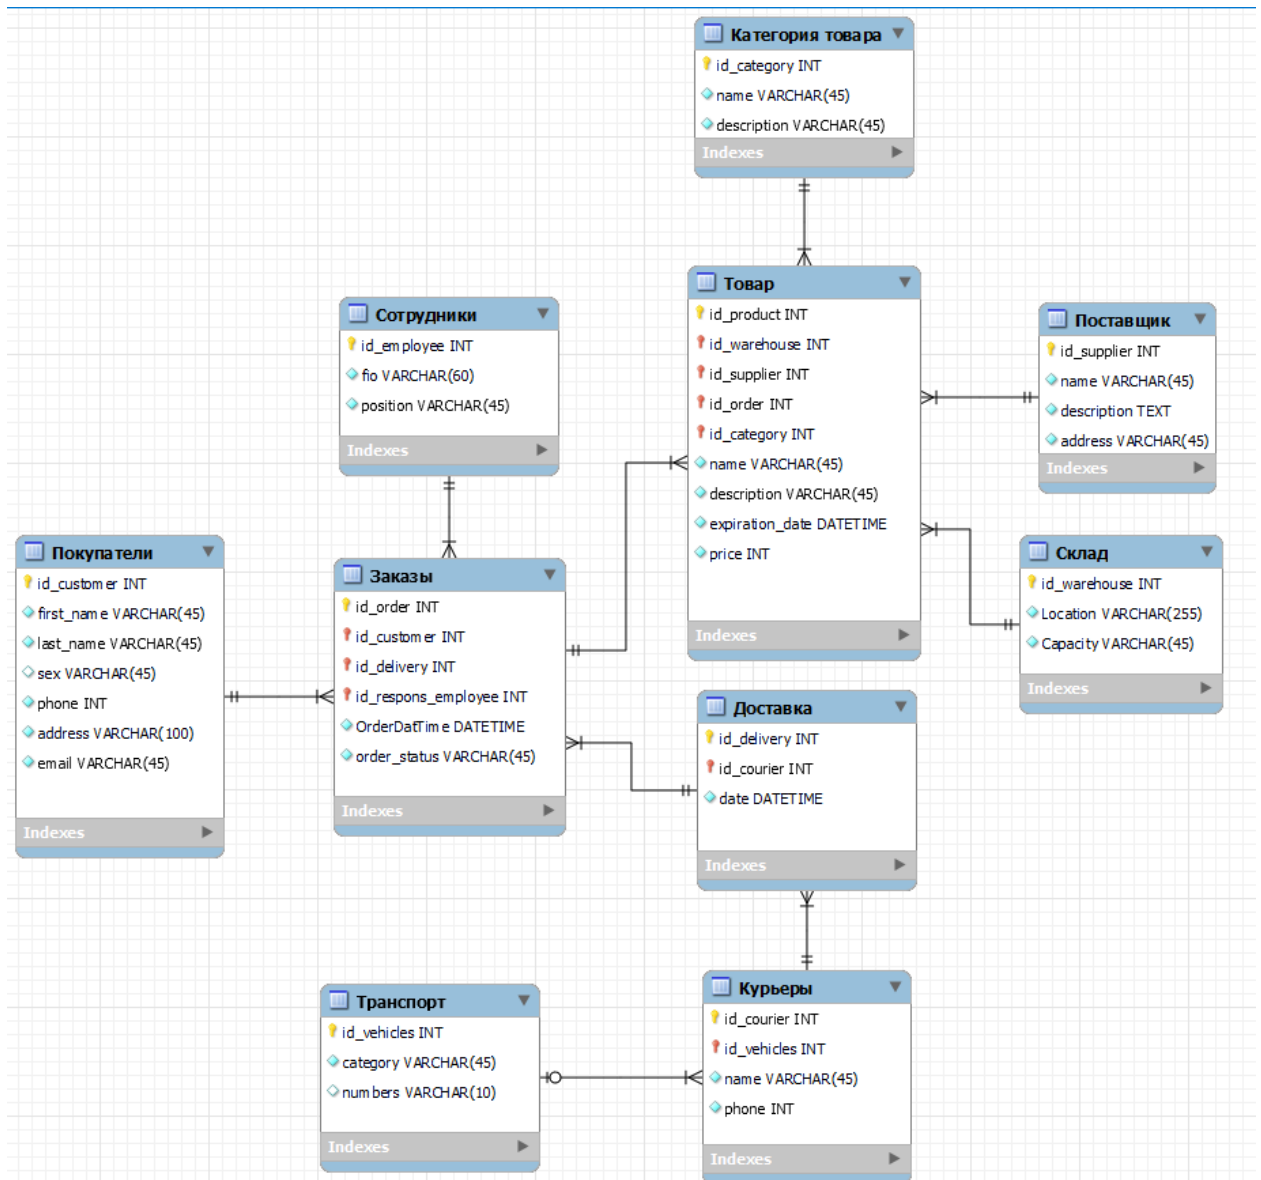 Категория товара
id_category INT
name VARCHAR(45)
description VARCHAR(45)
Indexes
Товар
id_product INT
id_warehouse INT
id_supplier INT
id_order INT
id_category INT
name VARCHAR(45)
description VARCHAR(45)
expiration_date DATETIME
price INT
Indexes
Сотрудники
id_employee INT
fio VARCHAR(60)
position VARCHAR(45)
Indexes
Поставщик
id_supplier INT
name VARCHAR(45)
description TEXT
address VARCHAR(45)
Indexes
Покупатели
id_customer INT
first_name VARCHAR(45)
last_name VARCHAR(45)
sex VARCHAR(45)
phone INT
address VARCHAR(100)
email VARCHAR(45)
Indexes
Заказы
id_order INT
id_customer INT
id_delivery INT
id_respons_employee INT
OrderDatTime DATETIME
order_status VARCHAR(45)
Indexes
Склад
id_warehouse INT
Location VARCHAR(255)
Capacity VARCHAR(45)
Indexes
Доставка
id_delivery INT
id_courier INT
date DATETIME
Indexes
Транспорт
id_vehicles INT
category VARCHAR(45)
numbers VARCHAR(10)
Indexes
Курьеры
id_courier INT
id_vehicles INT
name VARCHAR(45)
phone INT
Indexes